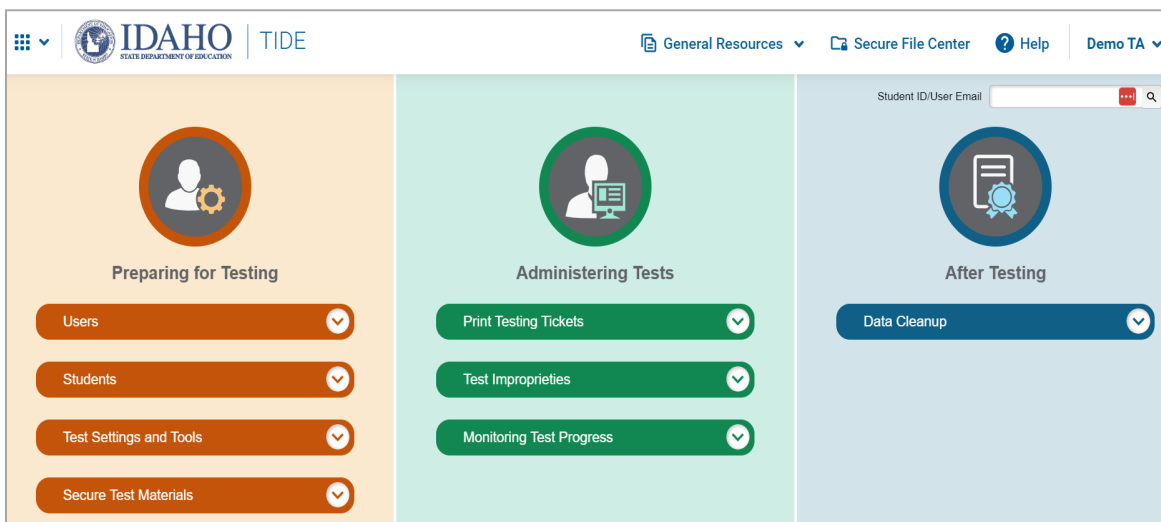 IDAHO
STATE DEPARTMENT OF EDUCATION
TIDE
General Resources
Secure File Center
Help
Demo TA
Student ID/User Email
Preparing for Testing
Users
Students
Test Settings and Tools
Secure Test Materials
Administering Tests
Print Testing Tickets
Test Improprieties
Monitoring Test Progress
After Testing
Data Cleanup